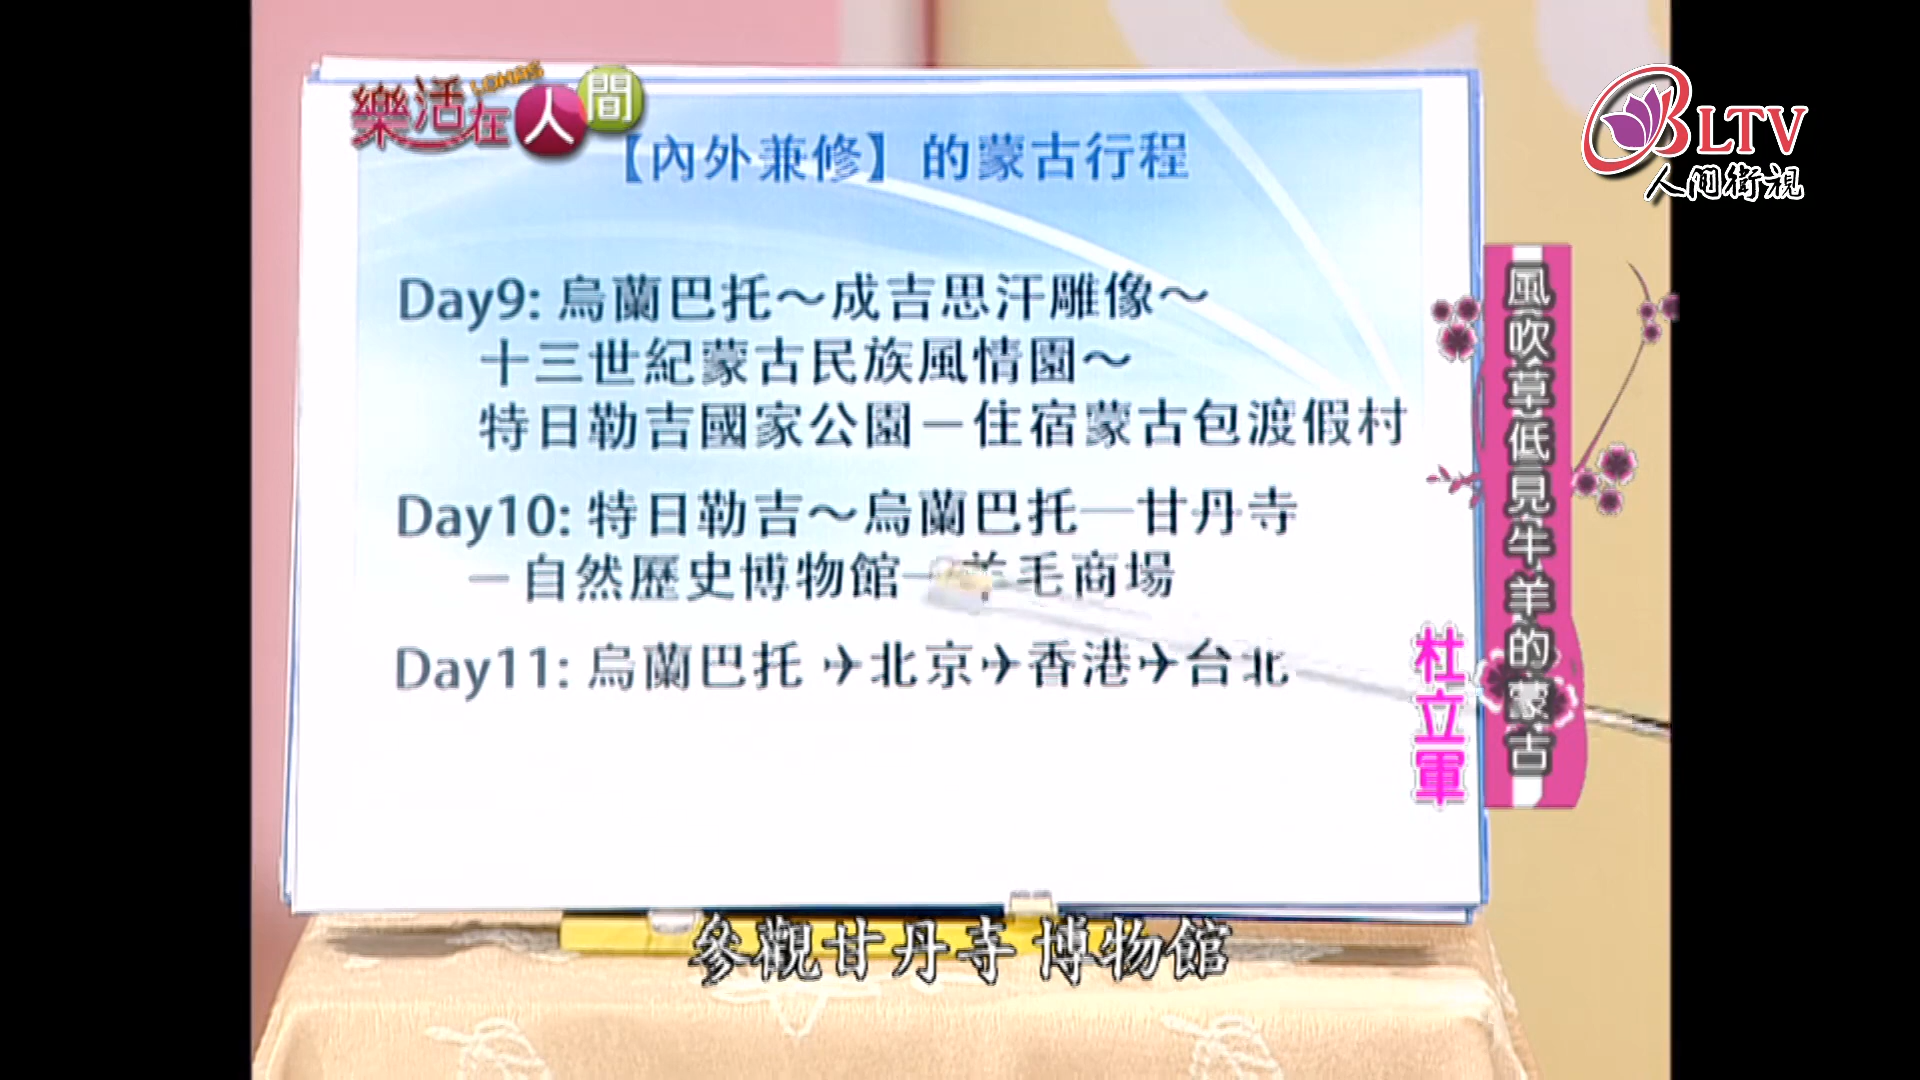 樂活在人間
LOHAS
BLTV
人間衛視
【內外兼修】的蒙古行程
Day9: 烏蘭巴托～成吉思汗雕像～
十三世紀蒙古民族風情園～
特日勒吉國家公園－住宿蒙古包渡假村
Day10: 特日勒吉～烏蘭巴托─甘丹寺
－自然歷史博物館－羊毛商場
Day11: 烏蘭巴托✈北京✈香港✈台北
風吹草低見牛羊的蒙古
杜立軍
參觀甘丹寺 博物館